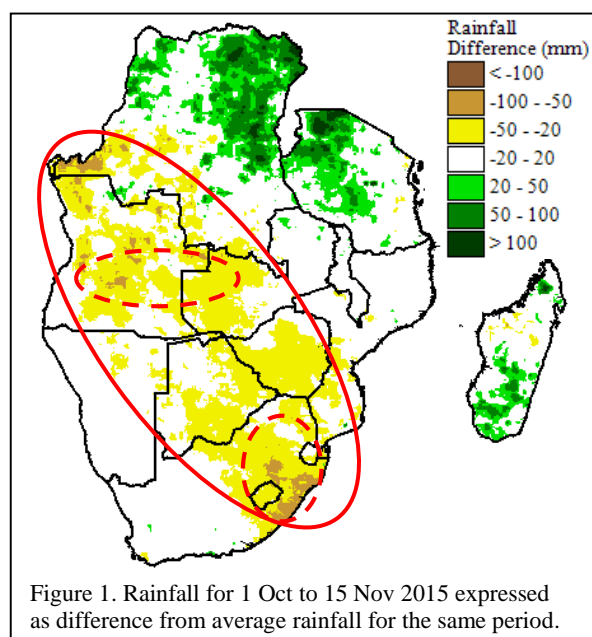 Rainfall
Difference (mm)
< -100
-100 - -50
-50 - -20
-20 - 20
20 - 50
50 - 100
> 100
Figure 1. Rainfall for 1 Oct to 15 Nov 2015 expressed
as difference from average rainfall for the same period.